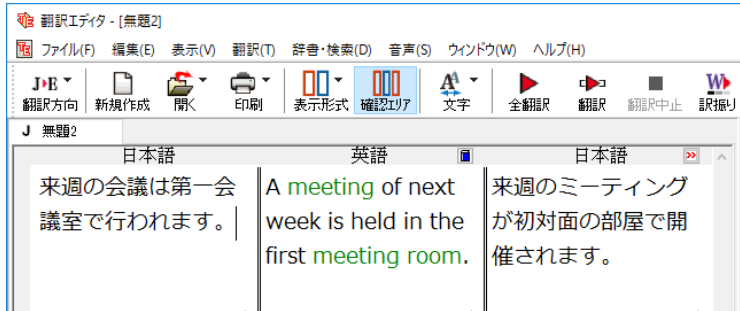 翻訳エディタ - [無題2]
ファイル(F) 編集(E) 表示(V) 翻訳(T) 辞書・検索(D) 音声(S) ウィンドウ(W) ヘルプ(H)
J▸E
翻訳方向 新規作成 開く 印刷 表示形式 確認エリア 文字 全翻訳 翻訳 翻訳中止 訳振り
J 無題2
日本語 英語 日本語
来週の会議は第一会
議室で行われます。
A meeting of next
week is held in the
first meeting room.
来週のミーティング
が初対面の部屋で開
催されます。